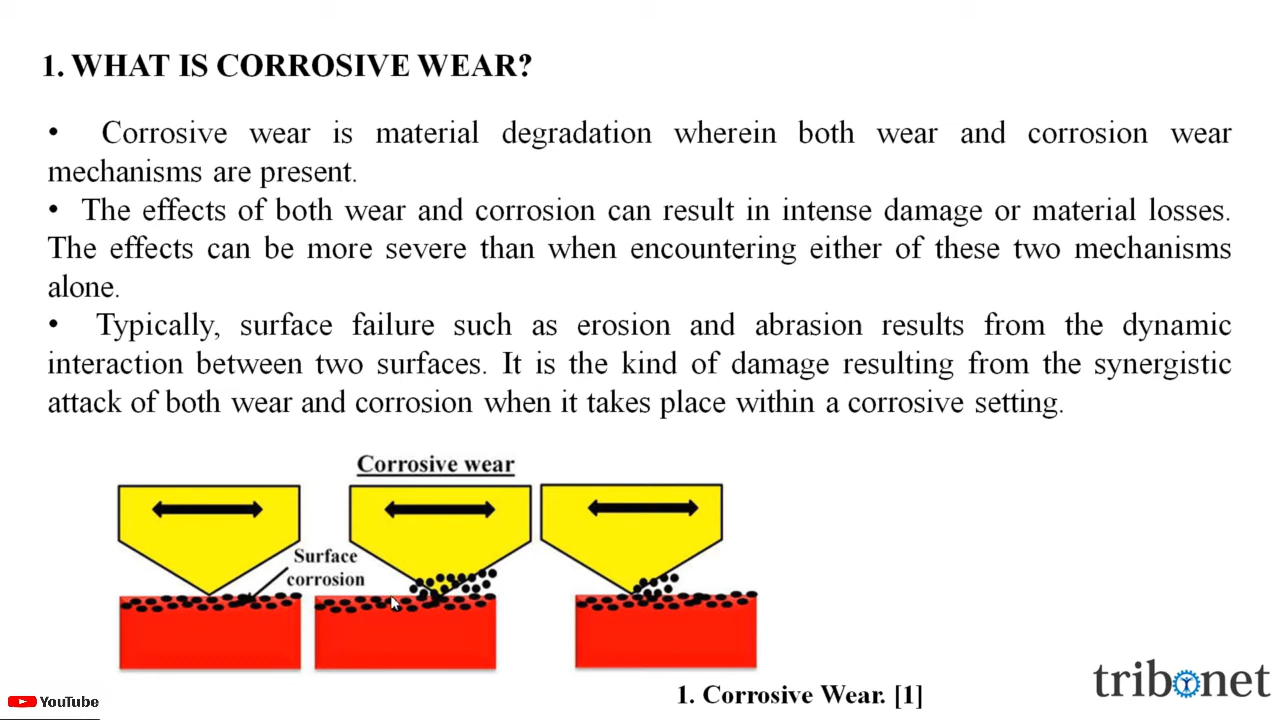 1. WHAT IS CORROSIVE WEAR?
• Corrosive wear is material degradation wherein both wear and corrosion wear
mechanisms are present.
• The effects of both wear and corrosion can result in intense damage or material losses.
The effects can be more severe than when encountering either of these two mechanisms
alone.
• Typically, surface failure such as erosion and abrasion results from the dynamic
interaction between two surfaces. It is the kind of damage resulting from the synergistic
attack of both wear and corrosion when it takes place within a corrosive setting.
Corrosive wear
Surface
corrosion
1. Corrosive Wear. [1]
tribonet
YouTube